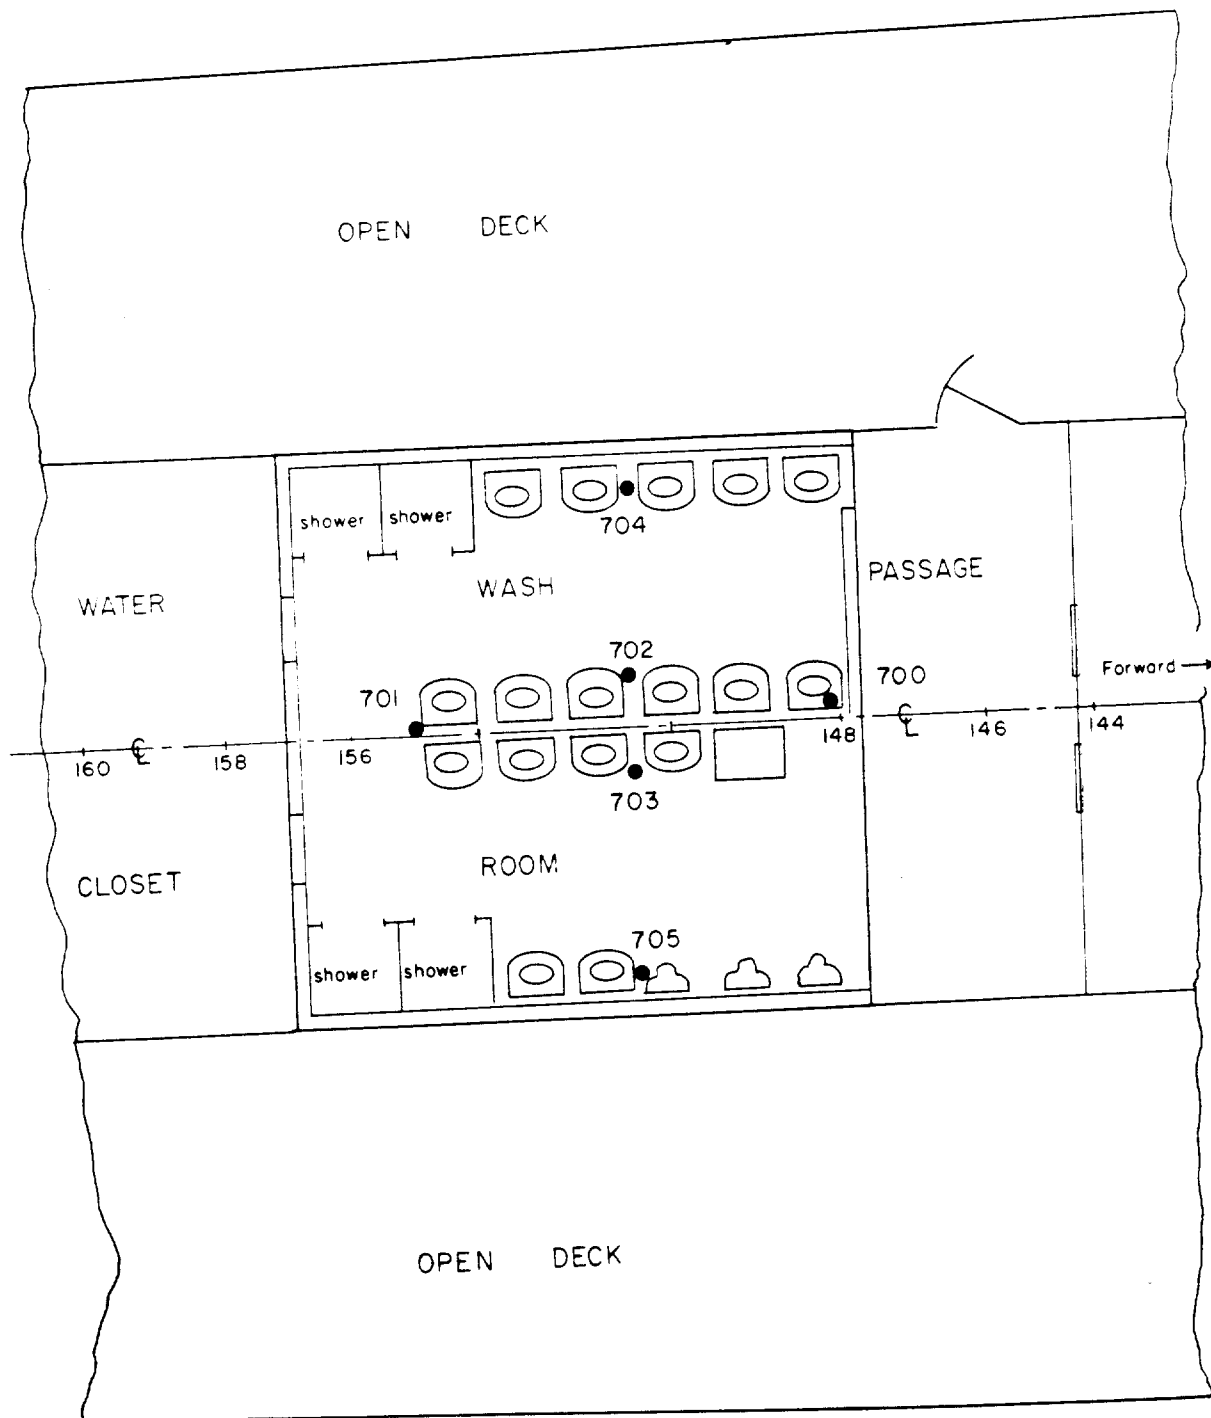 OPEN DECK
shower shower
704
WASH
PASSAGE
WATER
702
701
700
Forward
160 ℄ 158 156 148 ℄ 146 144
703
ROOM
CLOSET
705
shower shower
OPEN DECK